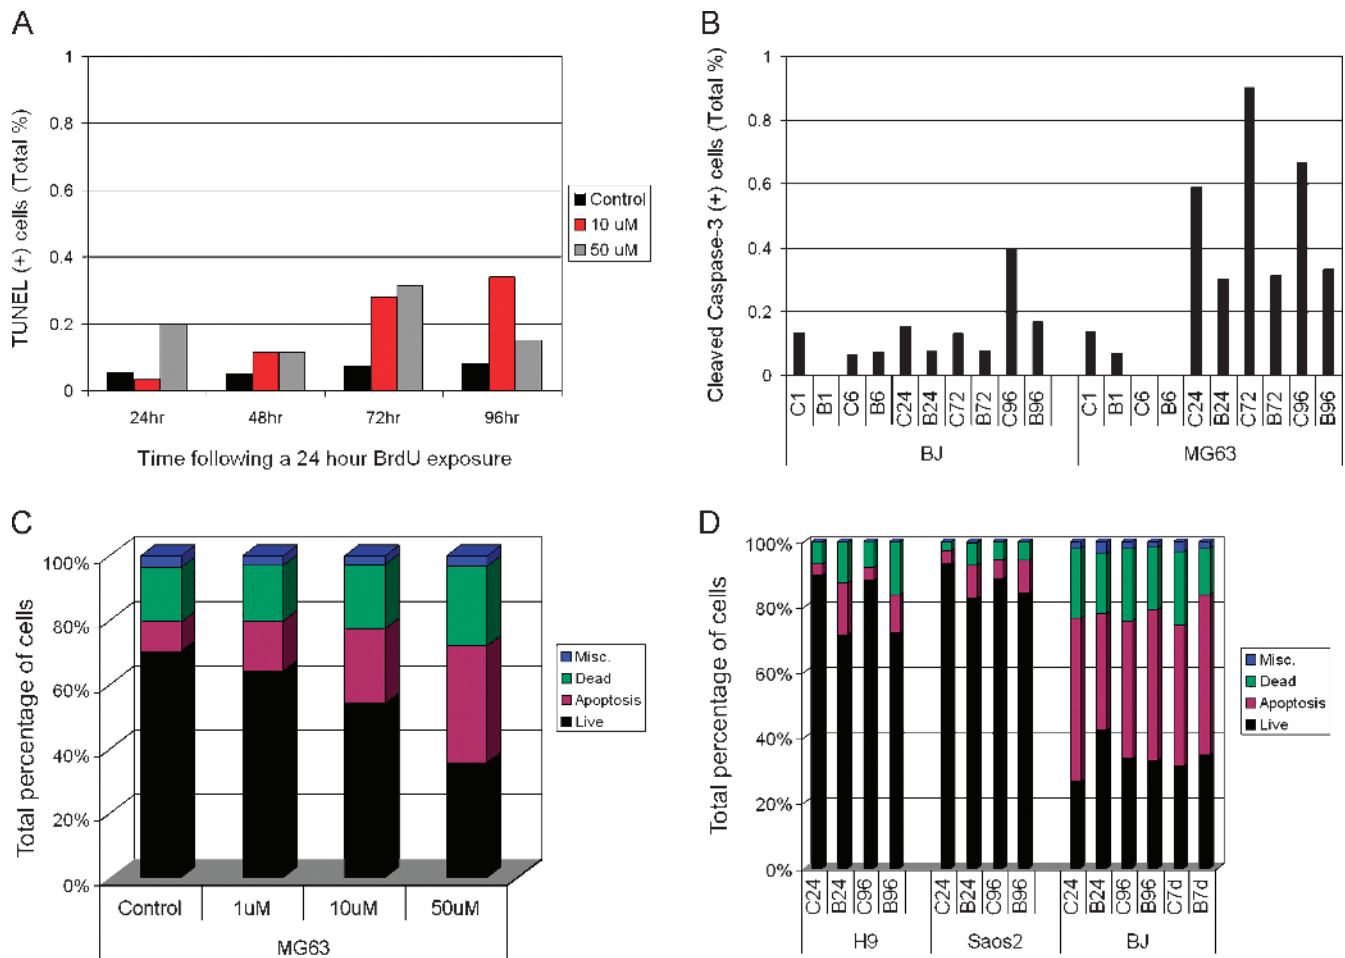 A
TUNEL (+) cells (Total %)
1
0.8
0.6
0.4
0.2
0
24hr 48hr 72hr 96hr
Time following a 24 hour BrdU exposure
Control
10 uM
50 uM
B
Cleaved Caspase-3 (+) cells (Total %)
1
0.8
0.6
0.4
0.2
0
C1 B1 C6 B6 C24 B24 C72 B72 C96 B96 C1 B1 C6 B6 C24 B24 C72 B72 C96 B96
BJ MG63
C
Total percentage of cells
100%
80%
60%
40%
20%
0%
Control 1uM 10uM 50uM
MG63
Misc.
Dead
Apoptosis
Live
D
Total percentage of cells
100%
80%
60%
40%
20%
0%
C24 B24 C96 B96 C24 B24 C96 B96 C24 B24 C96 B96 C7d B7d
H9 Saos2 BJ
Misc.
Dead
Apoptosis
Live